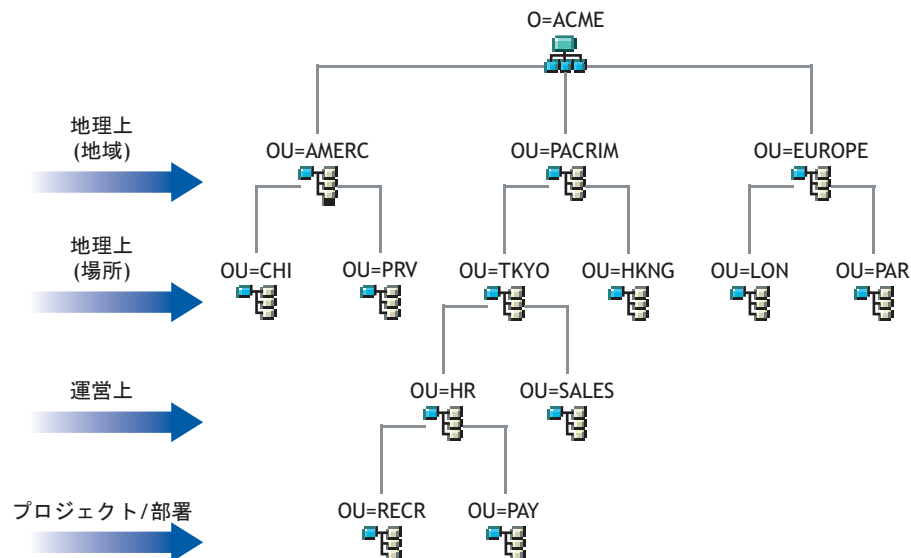 O=ACME
地理上
(地域)
OU=AMERC
OU=PACRIM
OU=EUROPE
地理上
(場所)
OU=CHI
OU=PRV
OU=TKYO
OU=HKNG
OU=LON
OU=PAR
運営上
OU=HR
OU=SALES
プロジェクト/部署
OU=RECR
OU=PAY